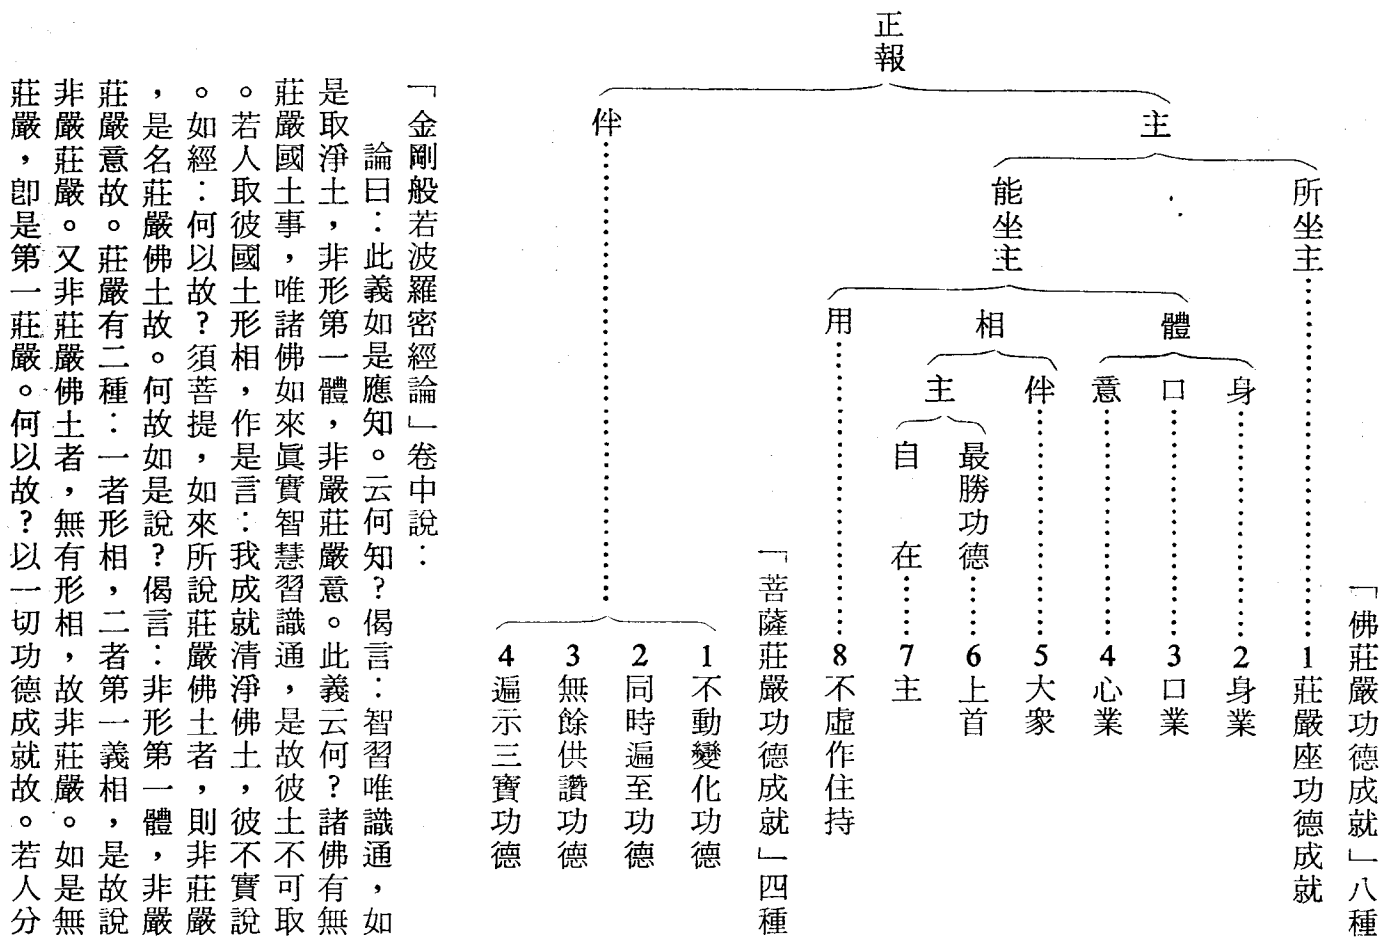 「佛莊嚴功德成就」八種
正報
主
所坐主
1莊嚴座功德成就
能坐主
體
身
2身業
口
3口業
意
4心業
相
伴
5大衆
主
最勝功德
6上首
自在
7主
用
8不虛作住持
「菩薩莊嚴功德成就」四種
伴
1不動變化功德
2同時遍至功德
3無餘供讚功德
4遍示三寶功德
「金剛般若波羅密經論」卷中說：
論曰：此義如是應知。云何知？偈言：智習唯識通，如
是取淨土，非形第一體，非嚴莊嚴意。此義云何？諸佛有無
莊嚴國土事，唯諸佛如來眞實智慧習識通，是故彼土不可取
。若人取彼國土形相，作是言：我成就清淨佛土，彼不實說
。如經：何以故？須菩提，如來所說莊嚴佛土者，則非莊嚴
，是名莊嚴佛土故。何故如是說？偈言：非形第一體，非嚴
莊嚴意故。莊嚴有二種：一者形相，二者第一義相，是故說
非嚴莊嚴。又非莊嚴佛土者，無有形相，故非莊嚴。如是無
莊嚴，卽是第一莊嚴。何以故？以一切功德成就故。若人分